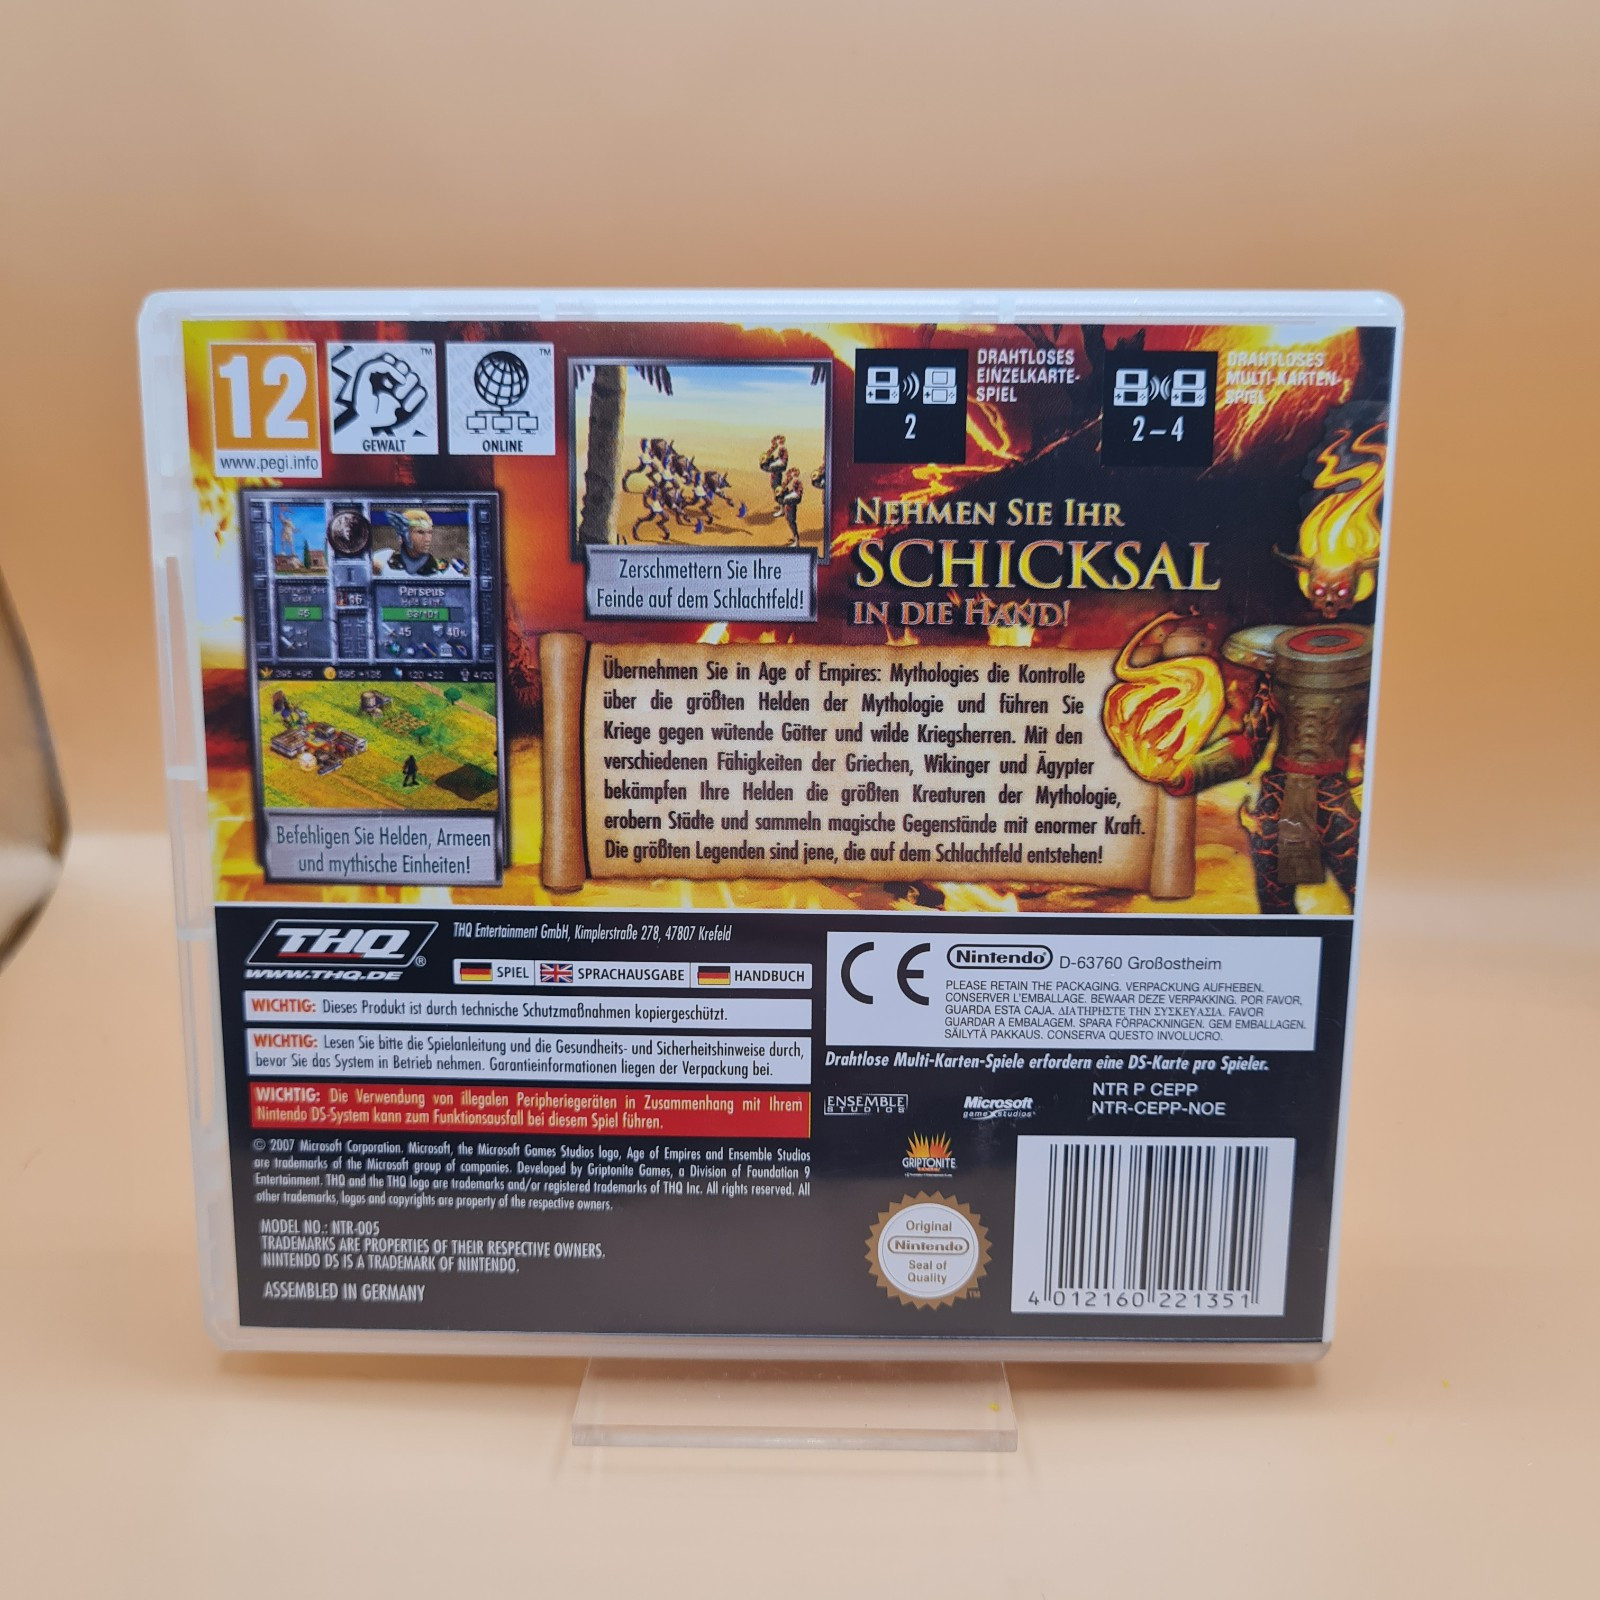 12
www.pegi.info
GEWALT
ONLINE
DRAHTLOSES
EINZELKARTE-
SPIEL
2
DRAHTLOSES
MULTI-KARTEN-
SPIEL
2-4
Perseus
45
40%
4/20
Zerschmettern Sie Ihre
Feinde auf dem Schlachtfeld!
NEHMEN SIE IHR
SCHICKSAL
IN DIE HAND!
Befehligen Sie Helden, Armeen
und mythische Einheiten!
Übernehmen Sie in Age of Empires: Mythologies die Kontrolle
über die größten Helden der Mythologie und führen Sie
Kriege gegen wütende Götter und wilde Kriegsherren. Mit den
verschiedenen Fähigkeiten der Griechen, Wikinger und Ägypter
bekämpfen Ihre Helden die größten Kreaturen der Mythologie,
erobern Städte und sammeln magische Gegenstände mit enormer Kraft.
Die größten Legenden sind jene, die auf dem Schlachtfeld entstehen!
THQ®
WWW.THQ.DE
THQ Entertainment GmbH, Kimplerstraße 278, 47807 Krefeld
SPIEL SPRACHAUSGABE HANDBUCH
WICHTIG: Dieses Produkt ist durch technische Schutzmaßnahmen kopiergeschützt.
WICHTIG: Lesen Sie bitte die Spielanleitung und die Gesundheits- und Sicherheitshinweise durch,
bevor Sie das System in Betrieb nehmen. Garantieinformationen liegen der Verpackung bei.
WICHTIG: Die Verwendung von illegalen Peripheriegeräten in Zusammenhang mit Ihrem
Nintendo DS-System kann zum Funktionsausfall bei diesem Spiel führen.
© 2007 Microsoft Corporation. Microsoft, the Microsoft Games Studios logo, Age of Empires and Ensemble Studios
are trademarks of the Microsoft group of companies. Developed by Griptonite Games, a Division of Foundation 9
Entertainment. THQ and the THQ logo are trademarks and/or registered trademarks of THQ Inc. All rights reserved. All
other trademarks, logos and copyrights are property of the respective owners.
MODEL NO.: NTR-005
TRADEMARKS ARE PROPERTIES OF THEIR RESPECTIVE OWNERS.
NINTENDO DS IS A TRADEMARK OF NINTENDO.
ASSEMBLED IN GERMANY
CE
Nintendo® D-63760 Großostheim
PLEASE RETAIN THE PACKAGING. VERPACKUNG AUFHEBEN.
CONSERVER L'EMBALLAGE. BEWAAR DEZE VERPAKKING. POR FAVOR,
GUARDA ESTA CAJA. ΔΙΑΤΗΡΗΣΤΕ ΤΗΝ ΣΥΣΚΕΥΑΣΙΑ. FAVOR
GUARDAR A EMBALAGEM. SPARA FÖRPACKNINGEN. GEM EMBALLAGEN.
SÄILYTÄ PAKKAUS. CONSERVA QUESTO INVOLUCRO.
Drahtlose Multi-Karten-Spiele erfordern eine DS-Karte pro Spieler.
ENSEMBLE
STUDIOS
Microsoft
game studios
NTR P CEPP
NTR-CEPP-NOE
GRIPTONITE
Original
Nintendo
Seal of
Quality
4 012160 221351